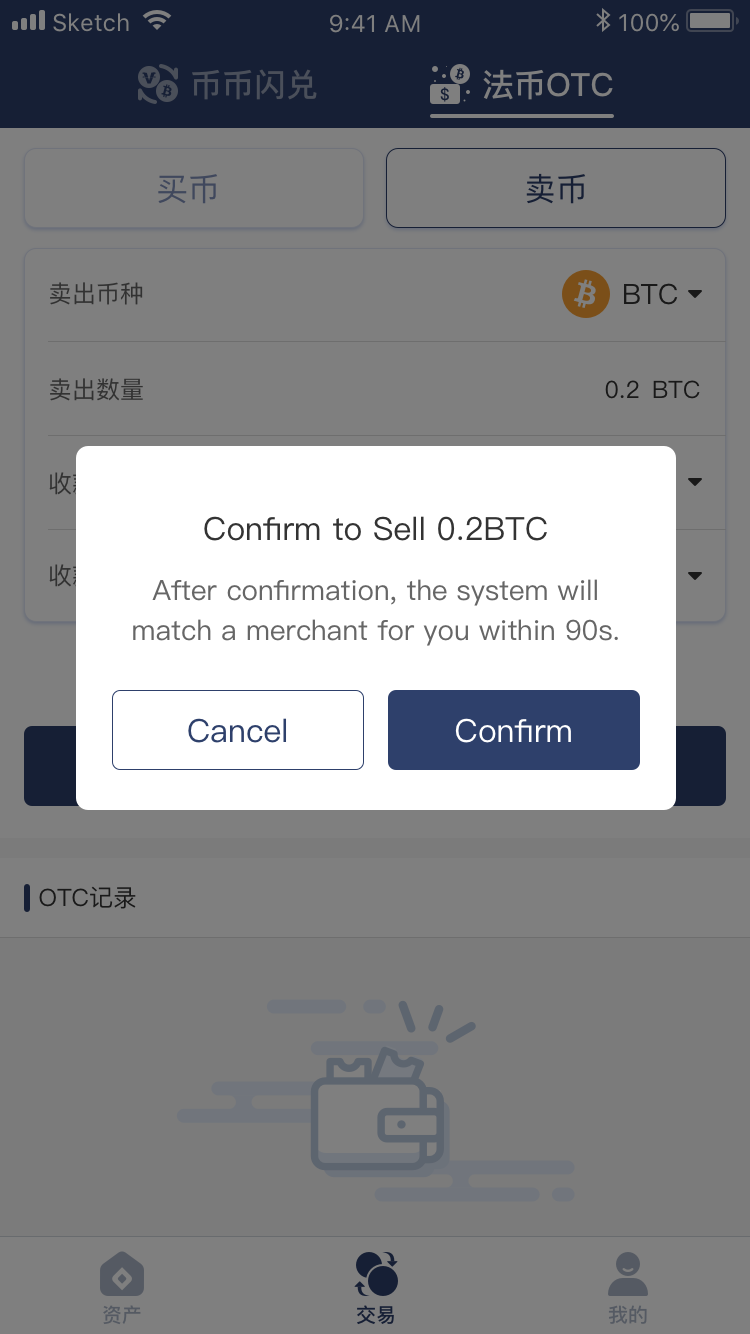 Sketch 9:41 AM 100%
币币闪兑 法币OTC
买币 卖币
卖出币种 BTC
卖出数量 0.2 BTC
收
收
Confirm to Sell 0.2BTC
After confirmation, the system will
match a merchant for you within 90s.
Cancel Confirm
OTC记录
资产 交易 我的